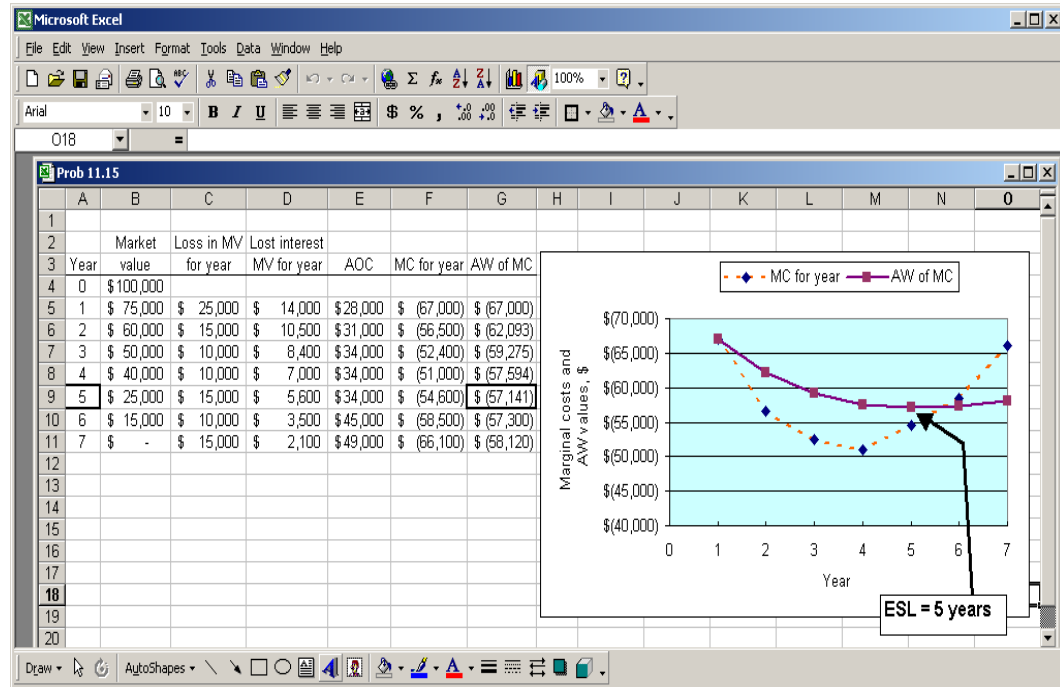 Microsoft Excel
File Edit View Insert Format Tools Data Window Help
100%
Arial 10 B I U $ % ,
O18 =
Prob 11.15
A B C D E F G H I J K L M N O
1
2 Market Loss in MV Lost interest
3 Year value for year MV for year AOC MC for year AW of MC
4 0 $100,000
5 1 $ 75,000 $ 25,000 $ 14,000 $28,000 $ (67,000) $ (67,000)
6 2 $ 60,000 $ 15,000 $ 10,500 $31,000 $ (56,500) $ (62,093)
7 3 $ 50,000 $ 10,000 $ 8,400 $34,000 $ (52,400) $ (59,275)
8 4 $ 40,000 $ 10,000 $ 7,000 $34,000 $ (51,000) $ (57,594)
9 5 $ 25,000 $ 15,000 $ 5,600 $34,000 $ (54,600) $ (57,141)
10 6 $ 15,000 $ 10,000 $ 3,500 $45,000 $ (58,500) $ (57,300)
11 7 $ - $ 15,000 $ 2,100 $49,000 $ (66,100) $ (58,120)
12
13
14
15
16
17
18
19
20
MC for year AW of MC
$(70,000)
$(65,000)
$(60,000)
$(55,000)
$(50,000)
$(45,000)
$(40,000)
Marginal costs and
AW values, $
0 1 2 3 4 5 6 7
Year
ESL = 5 years
Draw AutoShapes